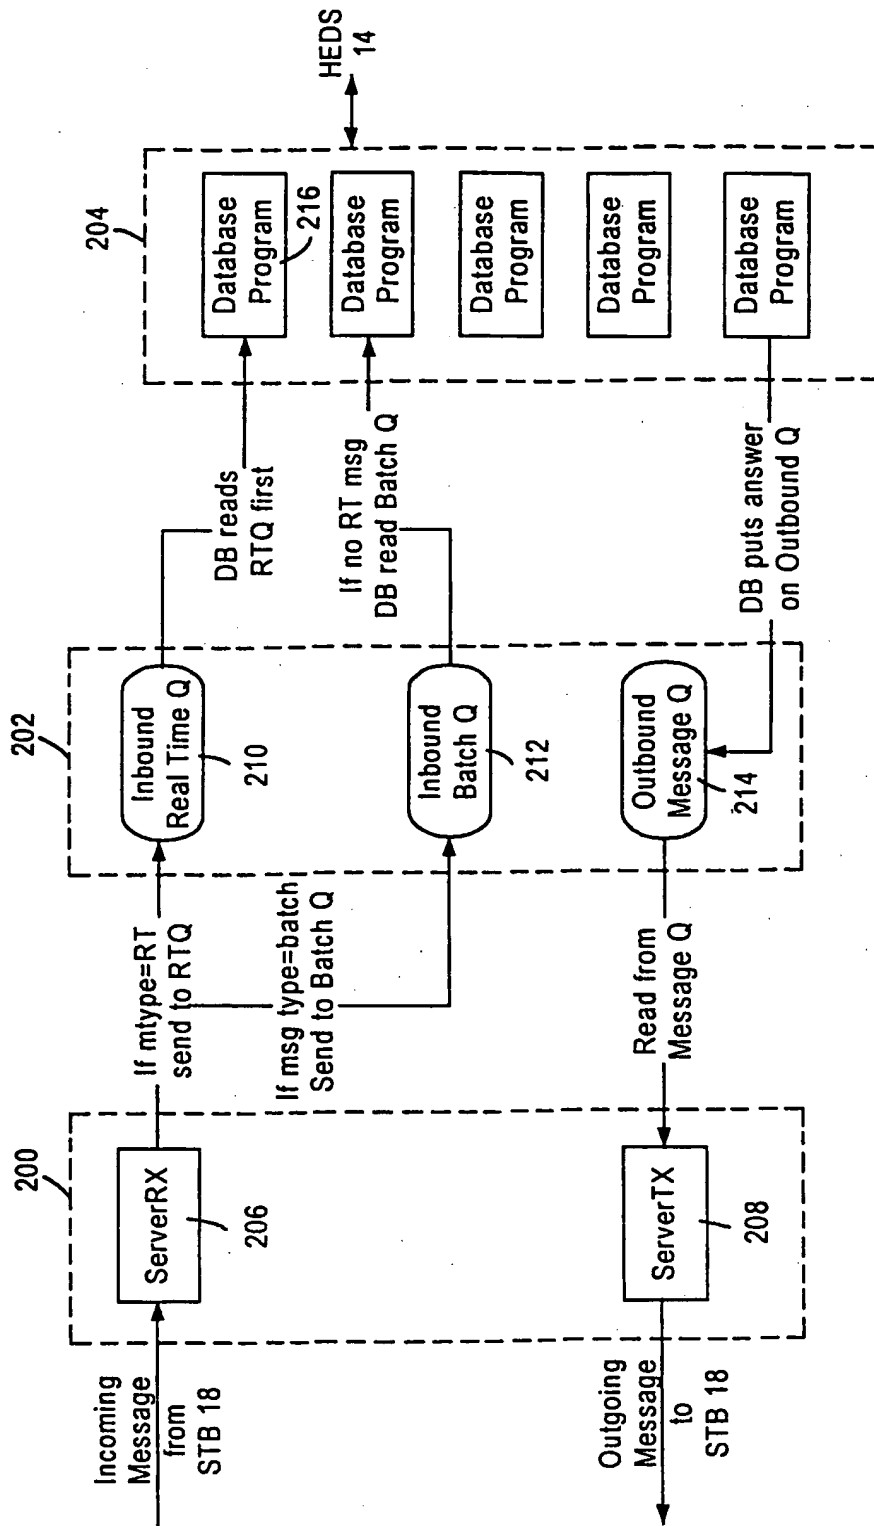 Incoming
Message
from
STB 18
Outgoing
Message
to
STB 18
200
ServerRX
206
ServerTX
208
If mtype=RT
send to RTQ
If msg type=batch
Send to Batch Q
Read from
Message Q
202
Inbound
Real Time Q
210
Inbound
Batch Q
212
Outbound
Message Q
214
DB reads
RTQ first
If no RT msg
DB read Batch Q
DB puts answer
on Outbound Q
204
Database
Program
216
Database
Program
Database
Program
Database
Program
Database
Program
HEDS
14